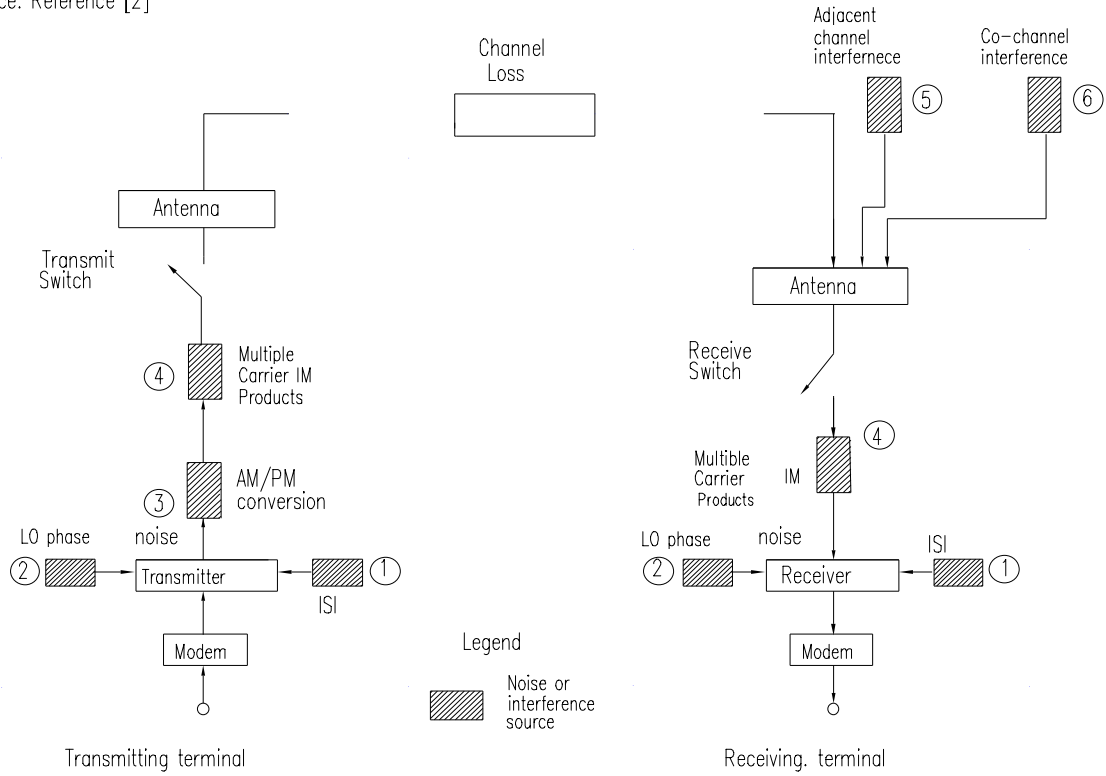 ce: Reference [2]
Channel
Loss
Adjacent
channel
interfernece
5
Co-channel
interference
6
Antenna
Transmit
Switch
4
Multiple
Carrier IM
Products
3
AM/PM
conversion
LO phase
noise
2
Transmitter
1
ISI
Modem
Transmitting terminal
Legend
Noise or
interference
source
Antenna
Receive
Switch
4
Multible
Carrier
IM
Products
LO phase
noise
ISI
2
Receiver
1
Modem
Receiving. terminal